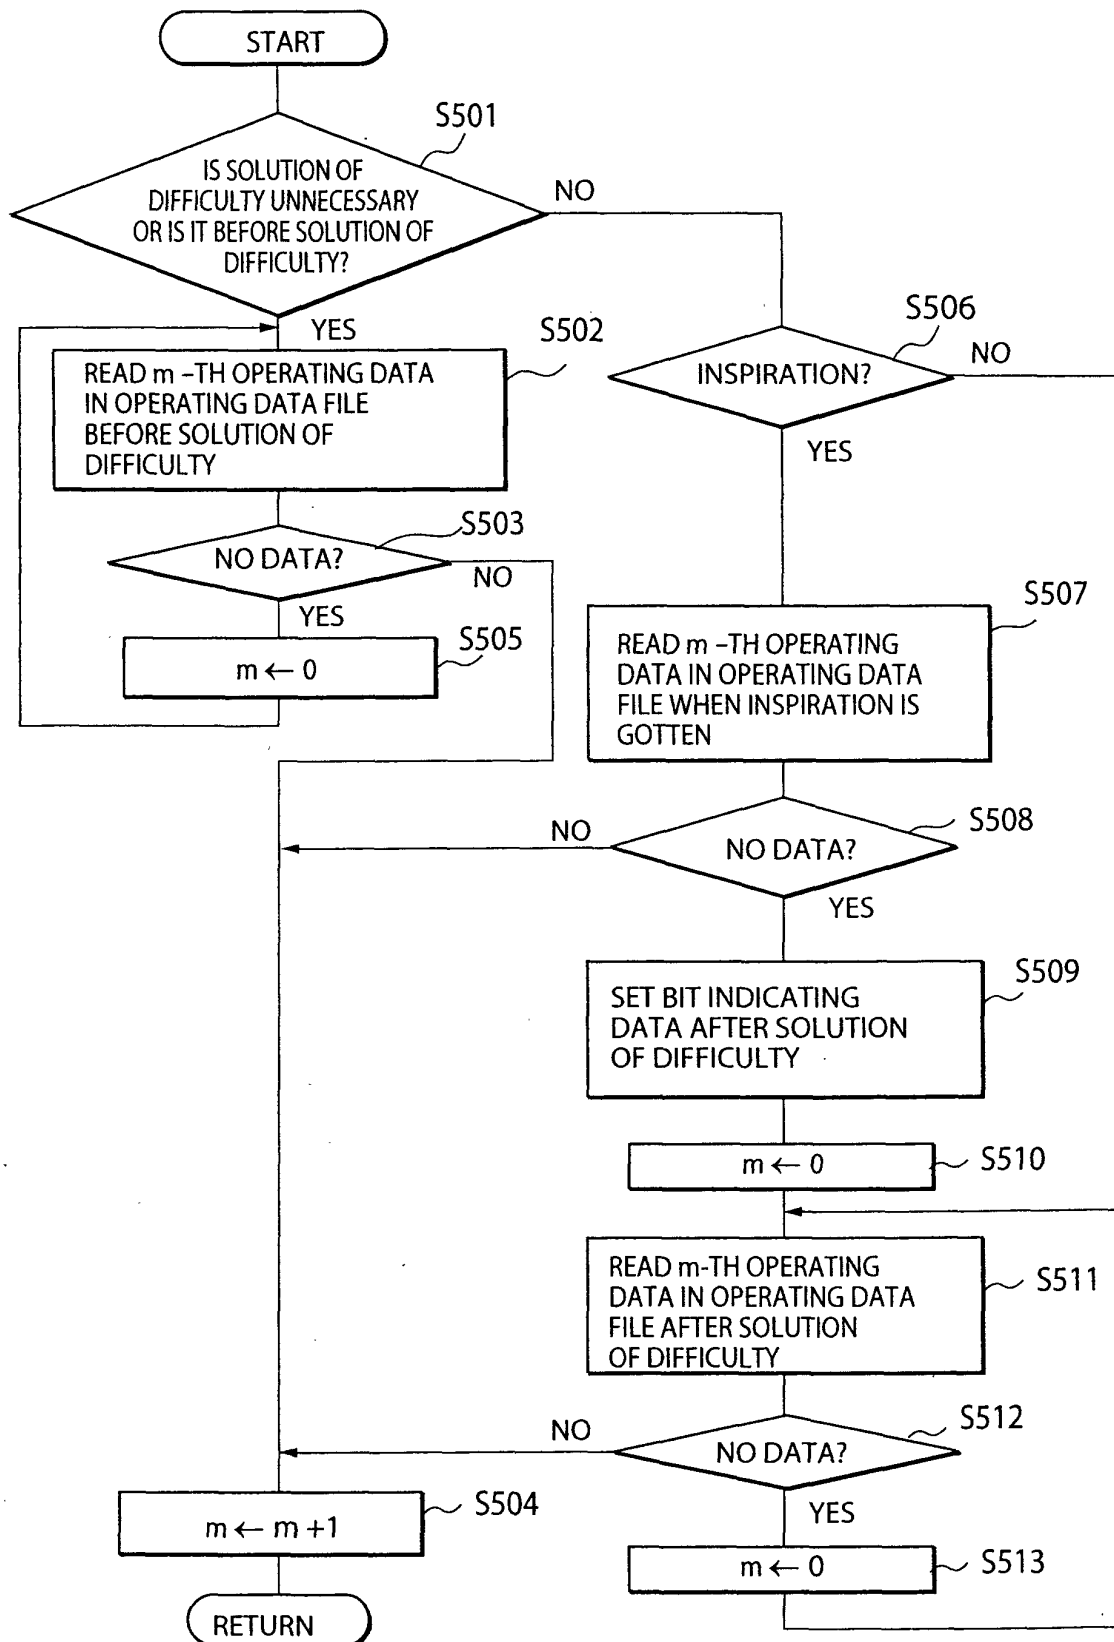 START
S501
IS SOLUTION OF
DIFFICULTY UNNECESSARY
OR IS IT BEFORE SOLUTION OF
DIFFICULTY?
NO
YES
S502
READ m –TH OPERATING DATA
IN OPERATING DATA FILE
BEFORE SOLUTION OF
DIFFICULTY
S503
NO DATA?
NO
YES
S505
m ← 0
S506
INSPIRATION?
NO
YES
S507
READ m –TH OPERATING
DATA IN OPERATING DATA
FILE WHEN INSPIRATION IS
GOTTEN
S508
NO
NO DATA?
YES
S509
SET BIT INDICATING
DATA AFTER SOLUTION
OF DIFFICULTY
m ← 0
S510
READ m-TH OPERATING
DATA IN OPERATING DATA
FILE AFTER SOLUTION
OF DIFFICULTY
S511
S512
NO
NO DATA?
YES
S504
m ← m +1
m ← 0
S513
RETURN